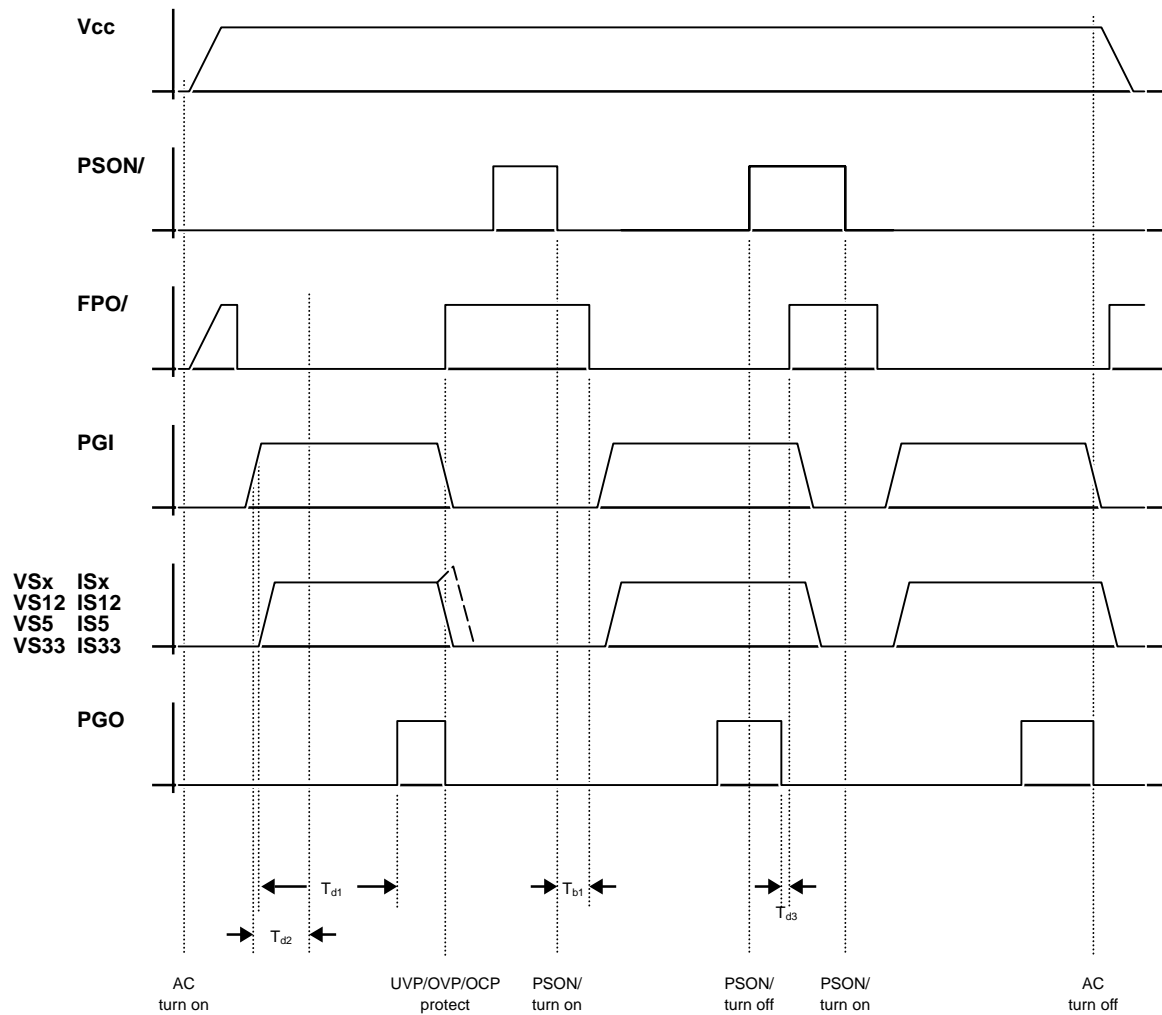 Vcc
PSON/
FPO/
PGI
VSx ISx
VS12 IS12
VS5 IS5
VS33 IS33
PGO
Td1
Tb1
Td3
Td2
AC
turn on
UVP/OVP/OCP
protect
PSON/
turn on
PSON/
turn off
PSON/
turn on
AC
turn off